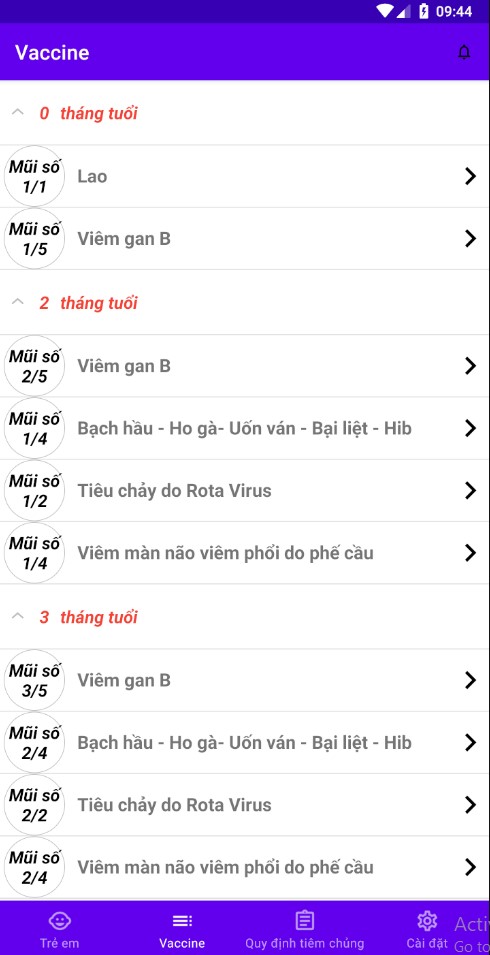 09:44
Vaccine
0 tháng tuổi
Mũi số
1/1
Lao
Mũi số
1/5
Viêm gan B
2 tháng tuổi
Mũi số
2/5
Viêm gan B
Mũi số
1/4
Bạch hầu - Ho gà- Uốn ván - Bại liệt - Hib
Mũi số
1/2
Tiêu chảy do Rota Virus
Mũi số
1/4
Viêm màn não viêm phổi do phế cầu
3 tháng tuổi
Mũi số
3/5
Viêm gan B
Mũi số
2/4
Bạch hầu - Ho gà- Uốn ván - Bại liệt - Hib
Mũi số
2/2
Tiêu chảy do Rota Virus
Mũi số
2/4
Viêm màn não viêm phổi do phế cầu
Trẻ em
Vaccine
Quy định tiêm chủng
Cài đặt
Acti
Go to